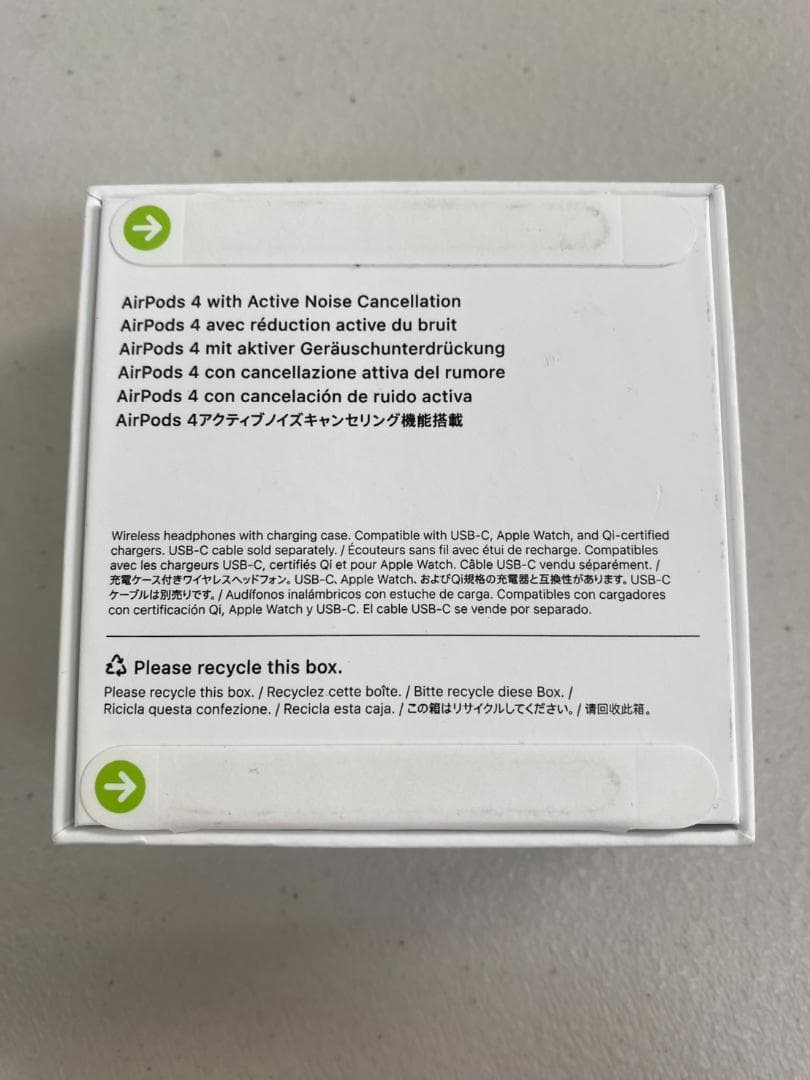 AirPods 4 with Active Noise Cancellation
AirPods 4 avec réduction active du bruit
AirPods 4 mit aktiver Geräuschunterdrückung
AirPods 4 con cancellazione attiva del rumore
AirPods 4 con cancelación de ruido activa
AirPods 4アクティブノイズキャンセリング機能搭載
Wireless headphones with charging case. Compatible with USB-C, Apple Watch, and Qi-certified
chargers. USB-C cable sold separately. / Écouteurs sans fil avec étui de recharge. Compatibles
avec les chargeurs USB-C, certifiés Qi et pour Apple Watch. Câble USB-C vendu séparément. /
充電ケース付きワイヤレスヘッドフォン。USB-C、Apple Watch、およびQi規格の充電器と互換性があります。USB-C
ケーブルは別売りです。/ Audífonos inalámbricos con estuche de carga. Compatibles con cargadores
con certificación Qi, Apple Watch y USB-C. El cable USB-C se vende por separado.
Please recycle this box.
Please recycle this box. / Recyclez cette boîte. / Bitte recycle diese Box. /
Ricicla questa confezione. / Recicla esta caja. / この箱はリサイクルしてください。/ 请回收此箱。